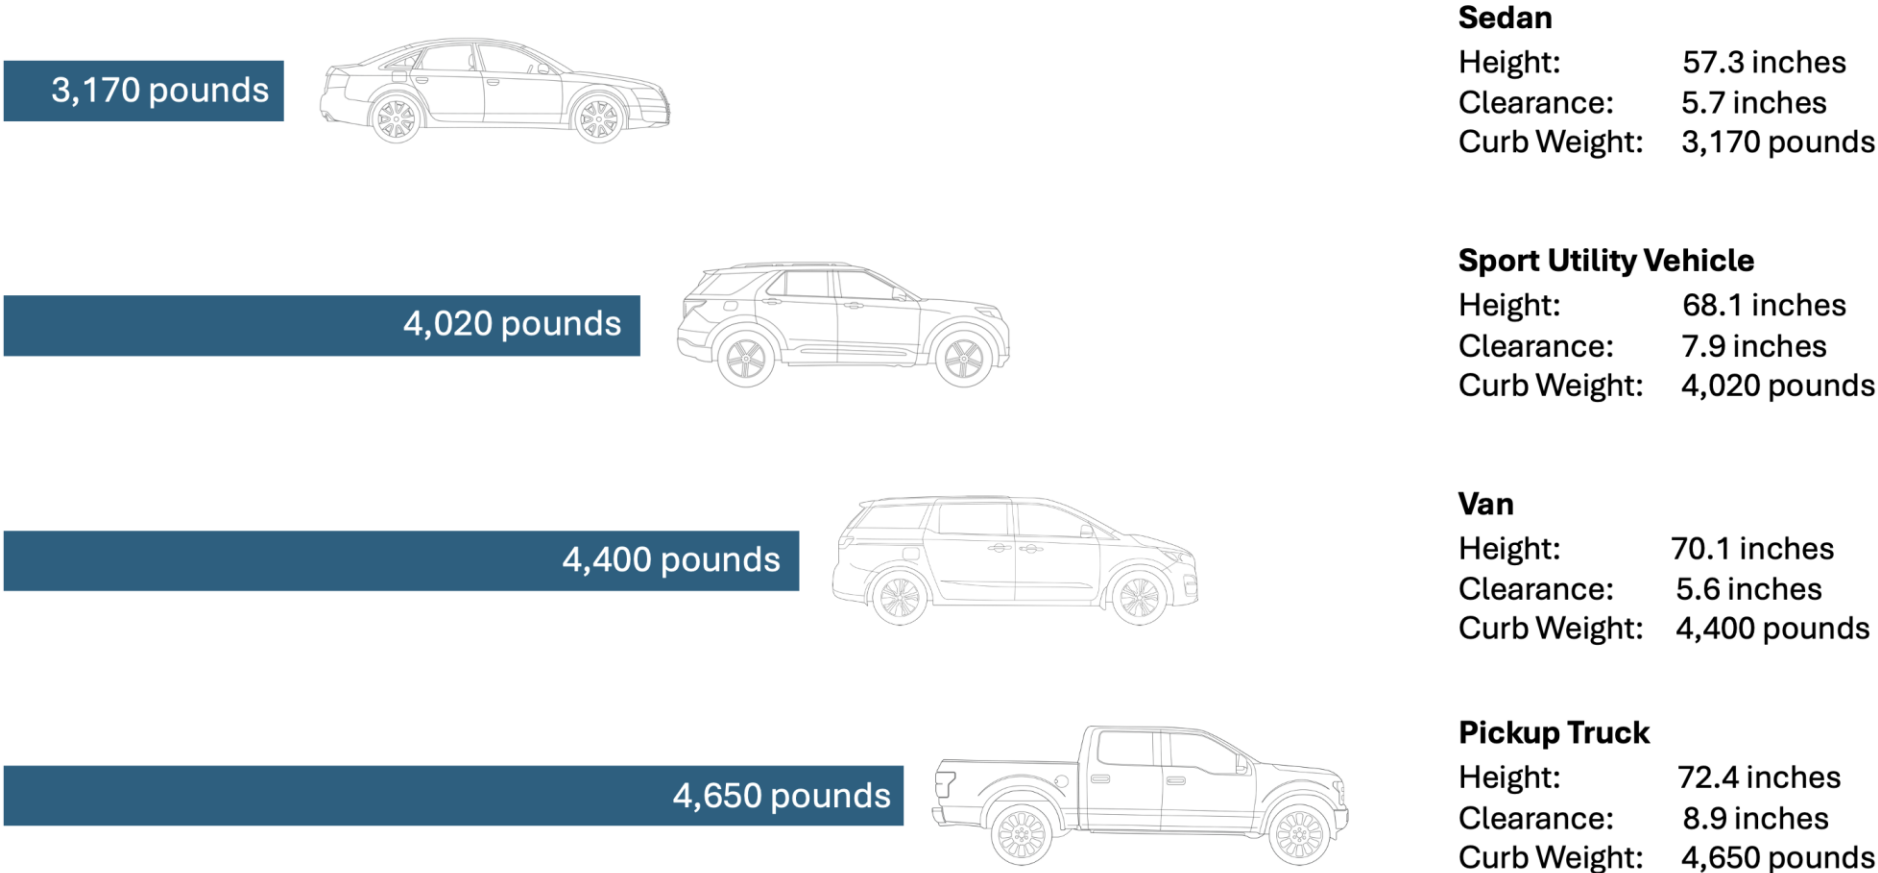 3,170 pounds
Sedan
Height: 57.3 inches
Clearance: 5.7 inches
Curb Weight: 3,170 pounds
4,020 pounds
Sport Utility Vehicle
Height: 68.1 inches
Clearance: 7.9 inches
Curb Weight: 4,020 pounds
4,400 pounds
Van
Height: 70.1 inches
Clearance: 5.6 inches
Curb Weight: 4,400 pounds
4,650 pounds
Pickup Truck
Height: 72.4 inches
Clearance: 8.9 inches
Curb Weight: 4,650 pounds